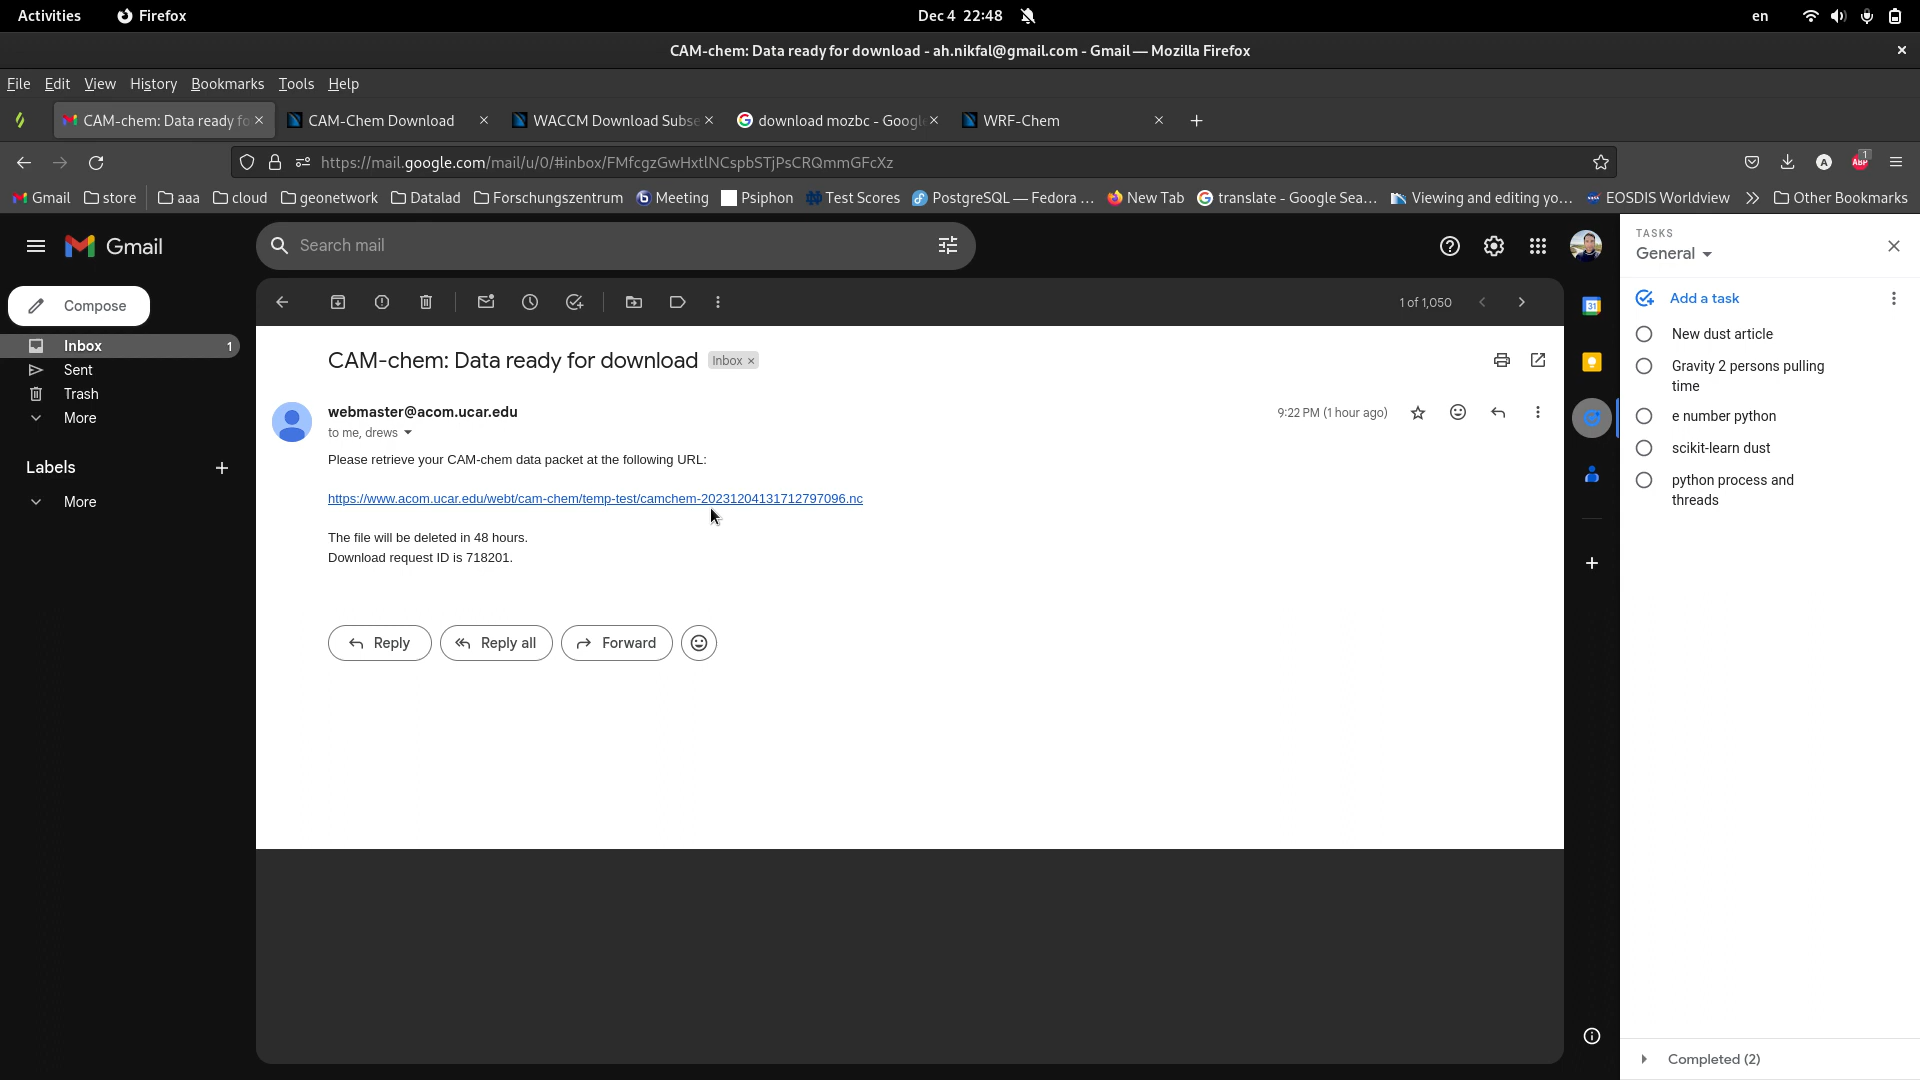 Activities
Firefox
Dec 4 22:48
en
CAM-chem: Data ready for download - ah.nikfal@gmail.com - Gmail — Mozilla Firefox
File Edit View History Bookmarks Tools Help
CAM-chem: Data ready fo
CAM-Chem Download
WACCM Download Subse
download mozbc - Googl
WRF-Chem
https://mail.google.com/mail/u/0/#inbox/FMfcgzGwHxtlNCspbSTjPsCRQmmGFcXz
A
ABP
1
Gmail
store
aaa
cloud
geonetwork
Datalad
Forschungszentrum
Meeting
Psiphon
Test Scores
PostgreSQL — Fedora ...
New Tab
translate - Google Sea...
Viewing and editing yo...
EOSDIS Worldview
Other Bookmarks
Gmail
Search mail
TASKS
General
Compose
1 of 1,050
31
Add a task
Inbox 1
Sent
Trash
More
Labels
More
CAM-chem: Data ready for download
Inbox ×
webmaster@acom.ucar.edu
9:22 PM (1 hour ago)
to me, drews
Please retrieve your CAM-chem data packet at the following URL:
https://www.acom.ucar.edu/webt/cam-chem/temp-test/camchem-20231204131712797096.nc
The file will be deleted in 48 hours.
Download request ID is 718201.
Reply
Reply all
Forward
New dust article
Gravity 2 persons pulling
time
e number python
scikit-learn dust
python process and
threads
Completed (2)